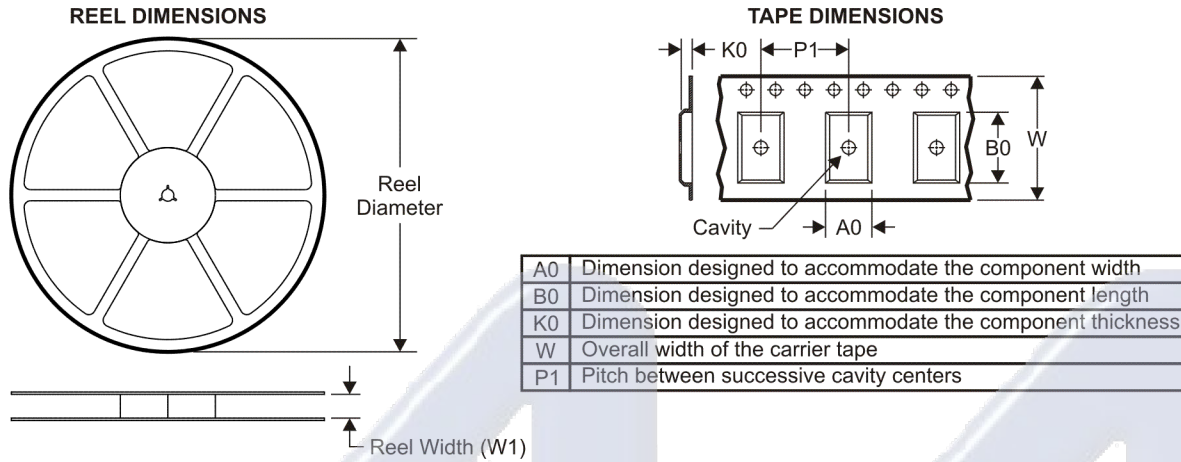 REEL DIMENSIONS
Reel
Diameter
Reel Width (W1)
TAPE DIMENSIONS
K0
P1
B0
W
Cavity
A0
A0 Dimension designed to accommodate the component width
B0 Dimension designed to accommodate the component length
K0 Dimension designed to accommodate the component thickness
W Overall width of the carrier tape
P1 Pitch between successive cavity centers